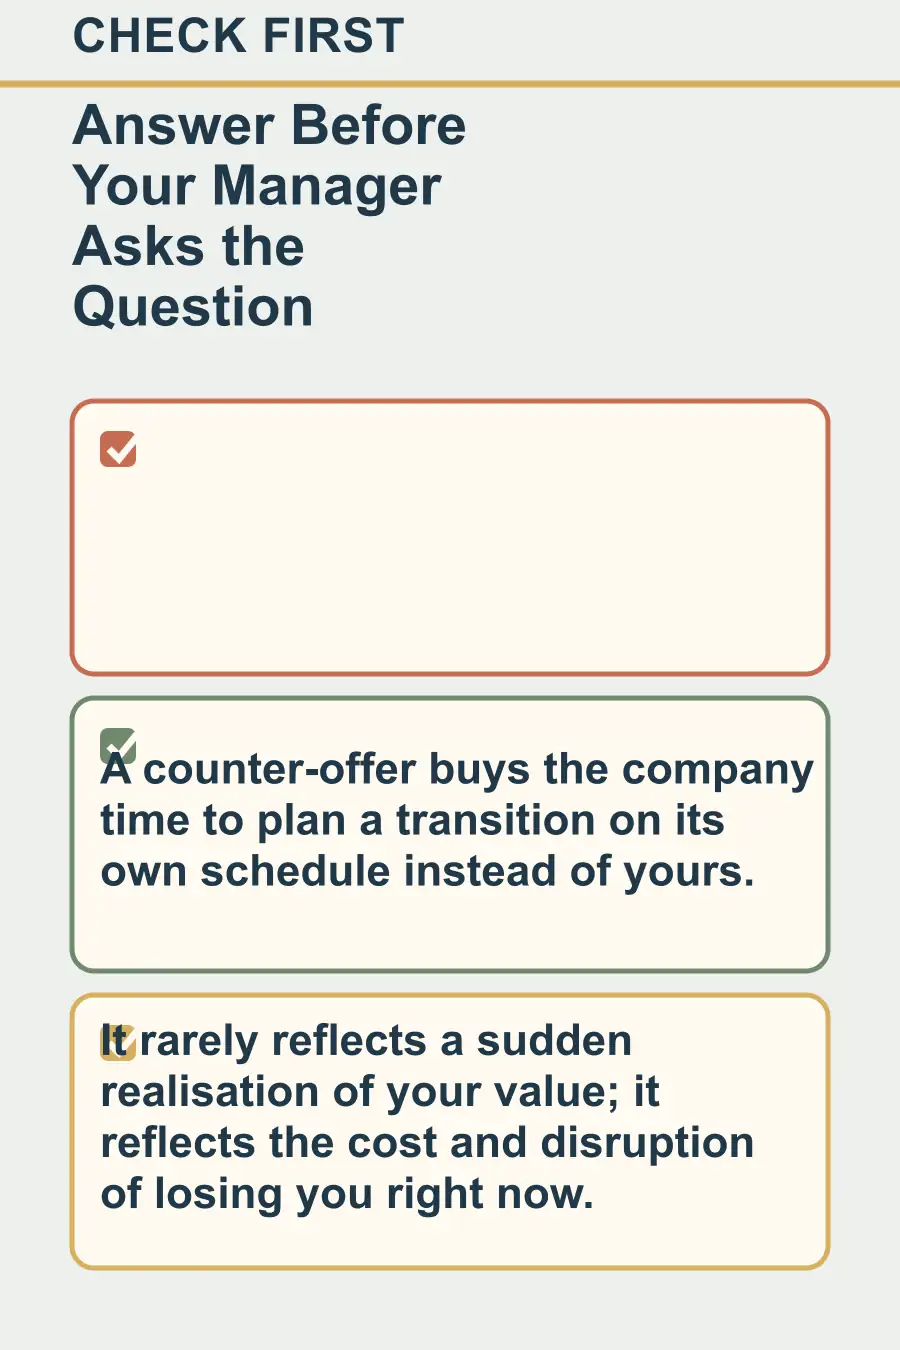 CHECK FIRST
Answer Before
Your Manager
Asks the
Question
A counter-offer buys the company
time to plan a transition on its
own schedule instead of yours.
It rarely reflects a sudden
realisation of your value; it
reflects the cost and disruption
of losing you right now.